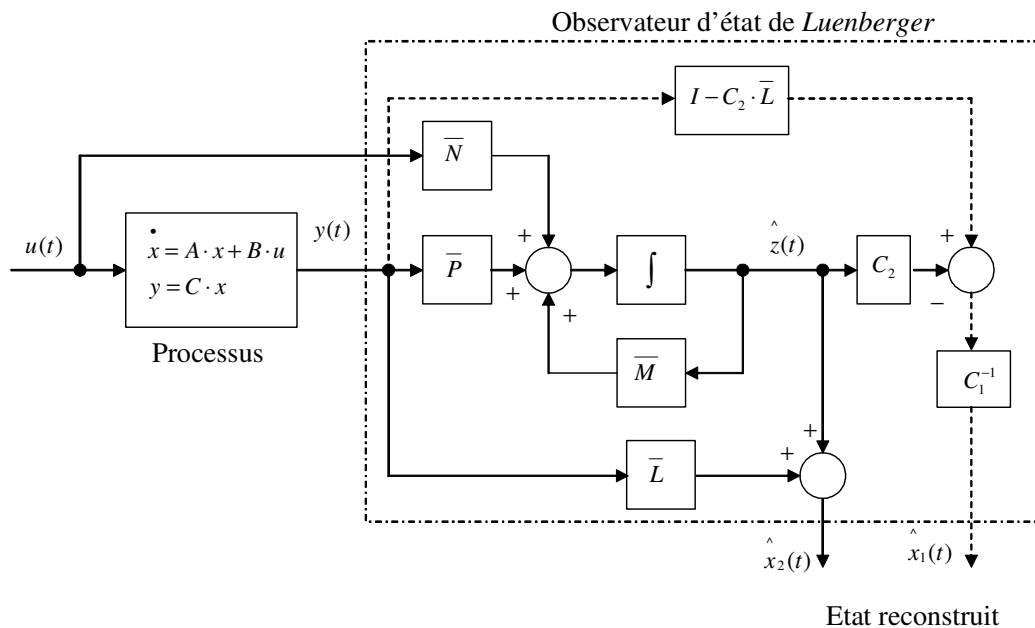 Observateur d'état de Luenberger
I − C₂ · L̅
N̅
u(t)
ẋ = A · x + B · u
y = C · x
y(t)
P̅
+
+
+
∫
ẑ(t)
C₂
+
−
Processus
M̅
C₁⁻¹
L̅
+
+
x̂₂(t)
x̂₁(t)
Etat reconstruit